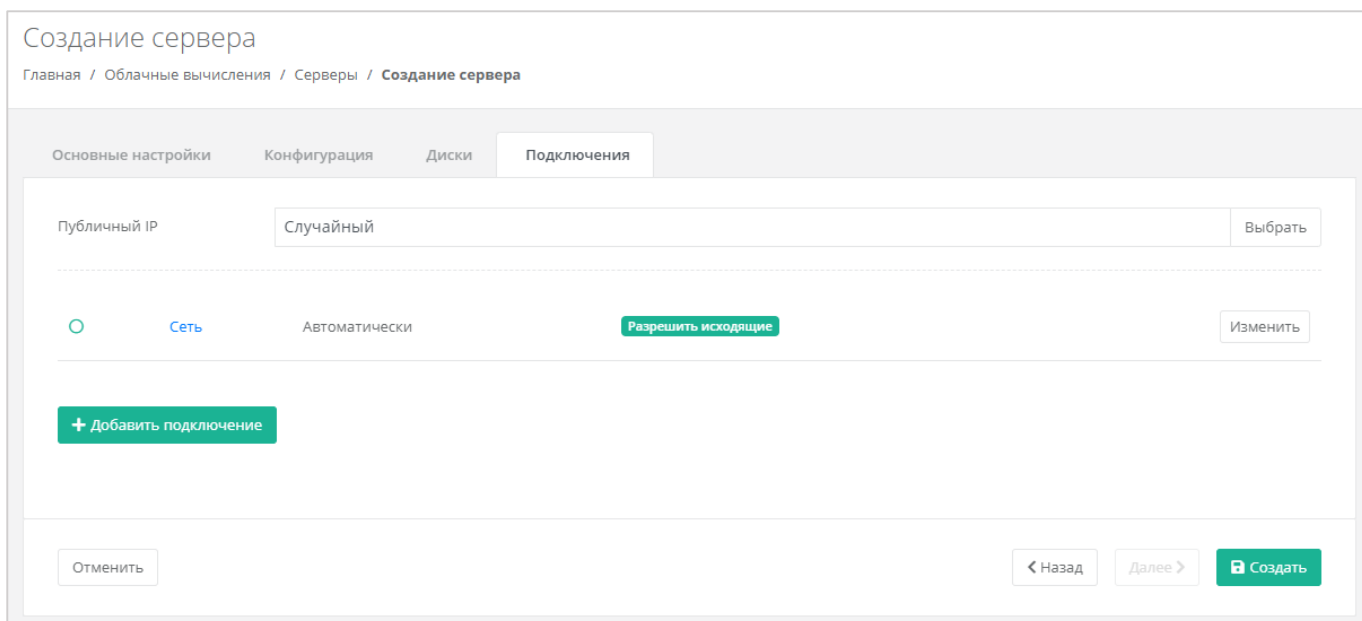 Создание сервера
Главная / Облачные вычисления / Серверы / Создание сервера
Основные настройки Конфигурация Диски Подключения
Публичный IP Случайный Выбрать
Сеть Автоматически Разрешить исходящие Изменить
+ Добавить подключение
Отменить Назад Далее Создать